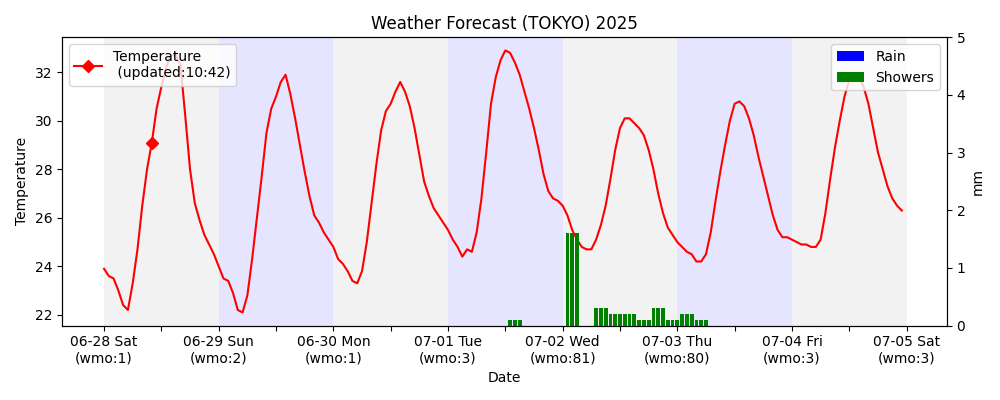 Weather Forecast (TOKYO) 2025
Temperature
(updated:10:42)
Rain
Showers
Temperature
32
30
28
26
24
22
5
4
3
2
1
0
mm
06-28 Sat
(wmo:1)
06-29 Sun
(wmo:2)
06-30 Mon
(wmo:1)
07-01 Tue
(wmo:3)
07-02 Wed
(wmo:81)
07-03 Thu
(wmo:80)
07-04 Fri
(wmo:3)
07-05 Sat
(wmo:3)
Date